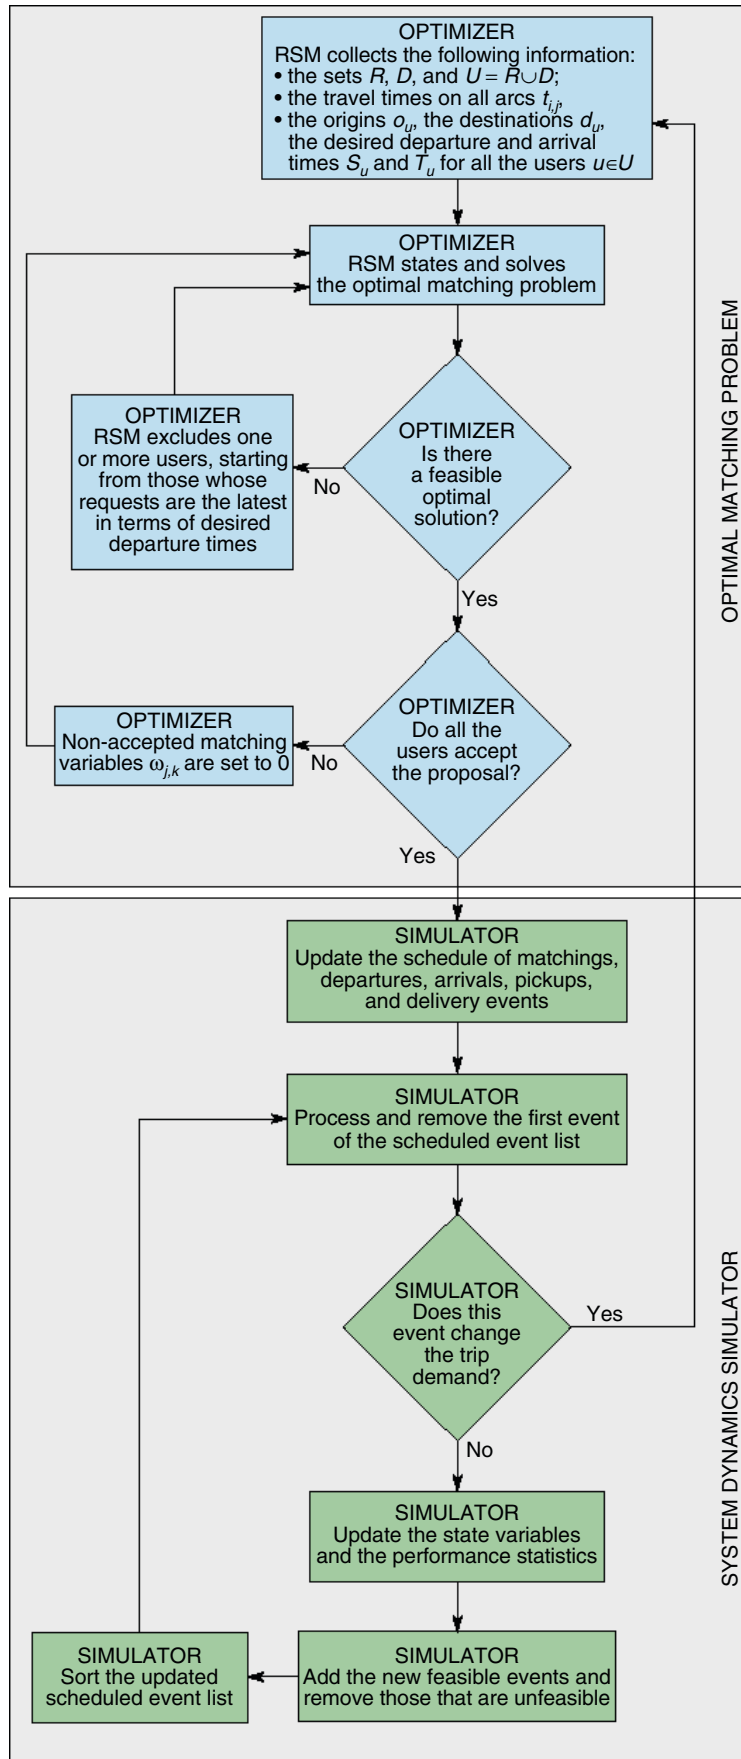 OPTIMIZER
RSM collects the following information:
• the sets R, D, and U = R∪D;
• the travel times on all arcs t_{i,j},
• the origins o_u, the destinations d_u,
the desired departure and arrival
times S_u and T_u for all the users u∈U
OPTIMIZER
RSM states and solves
the optimal matching problem
OPTIMIZER
RSM excludes one
or more users, starting
from those whose
requests are the latest
in terms of desired
departure times
No
OPTIMIZER
Is there
a feasible
optimal
solution?
Yes
OPTIMIZER
Non-accepted matching
variables ω_{j,k} are set to 0
No
OPTIMIZER
Do all the
users accept
the proposal?
Yes
OPTIMAL MATCHING PROBLEM
SIMULATOR
Update the schedule of matchings,
departures, arrivals, pickups,
and delivery events
SIMULATOR
Process and remove the first event
of the scheduled event list
SIMULATOR
Does this
event change
the trip
demand?
Yes
No
SIMULATOR
Update the state variables
and the performance statistics
SIMULATOR
Add the new feasible events and
remove those that are unfeasible
SIMULATOR
Sort the updated
scheduled event list
SYSTEM DYNAMICS SIMULATOR